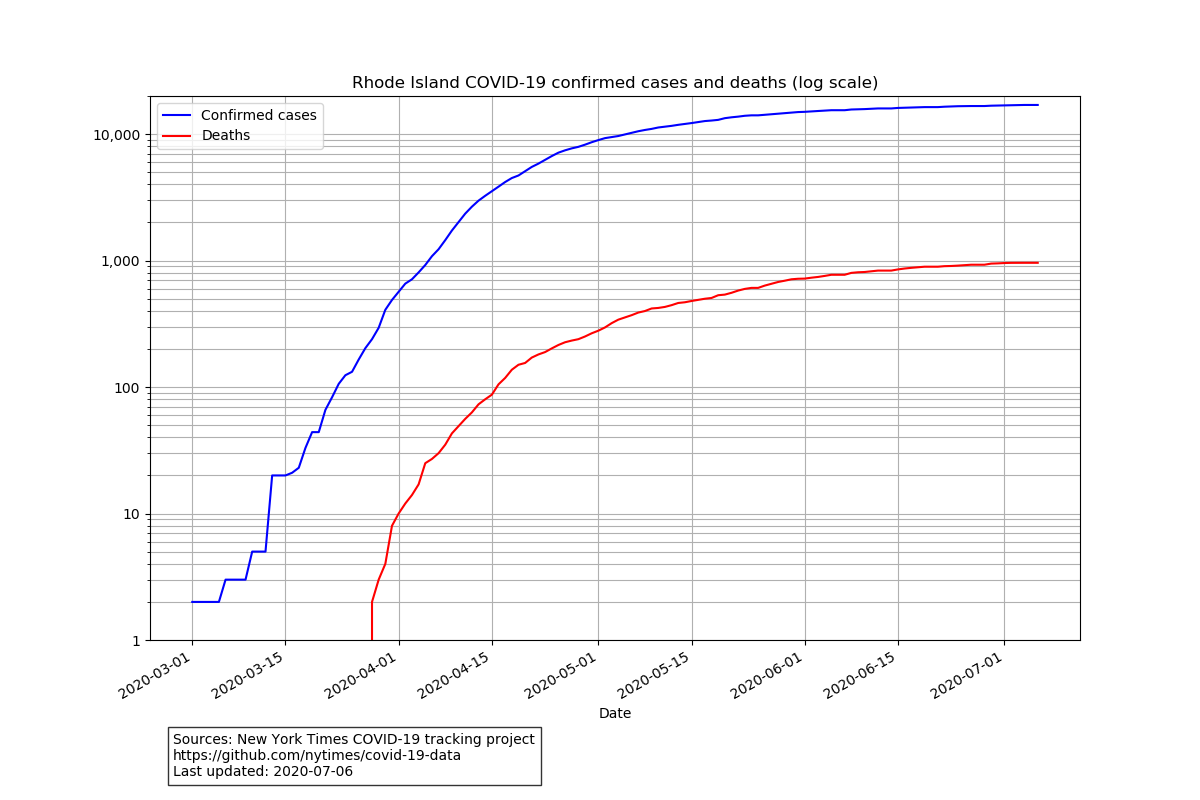 Rhode Island COVID-19 confirmed cases and deaths (log scale)
Confirmed cases
Deaths
10,000
1,000
100
10
1
2020-03-01
2020-03-15
2020-04-01
2020-04-15
2020-05-01
2020-05-15
2020-06-01
2020-06-15
2020-07-01
Date
Sources: New York Times COVID-19 tracking project
https://github.com/nytimes/covid-19-data
Last updated: 2020-07-06